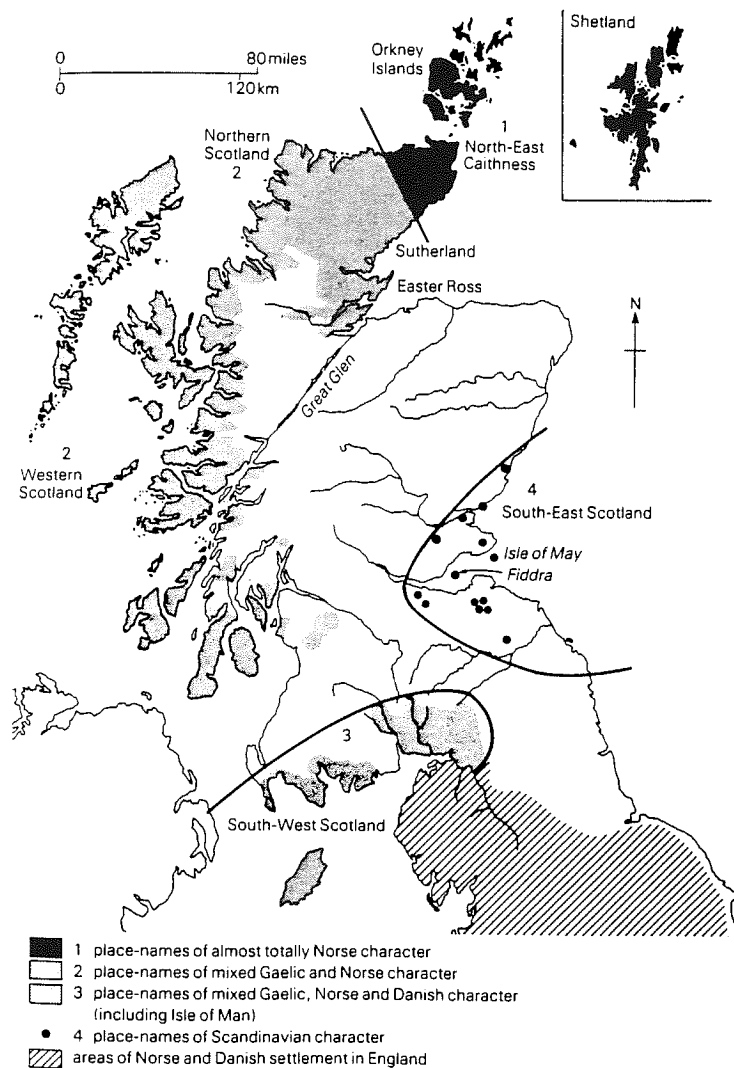 Shetland
0 80 miles
0 120 km
Orkney
Islands
1
North-East
Caithness
Northern
Scotland
2
Sutherland
Easter Ross
N
Great Glen
2
Western
Scotland
4
South-East Scotland
Isle of May
Fiddra
3
South-West Scotland
1 place-names of almost totally Norse character
2 place-names of mixed Gaelic and Norse character
3 place-names of mixed Gaelic, Norse and Danish character
(including Isle of Man)
4 place-names of Scandinavian character
areas of Norse and Danish settlement in England